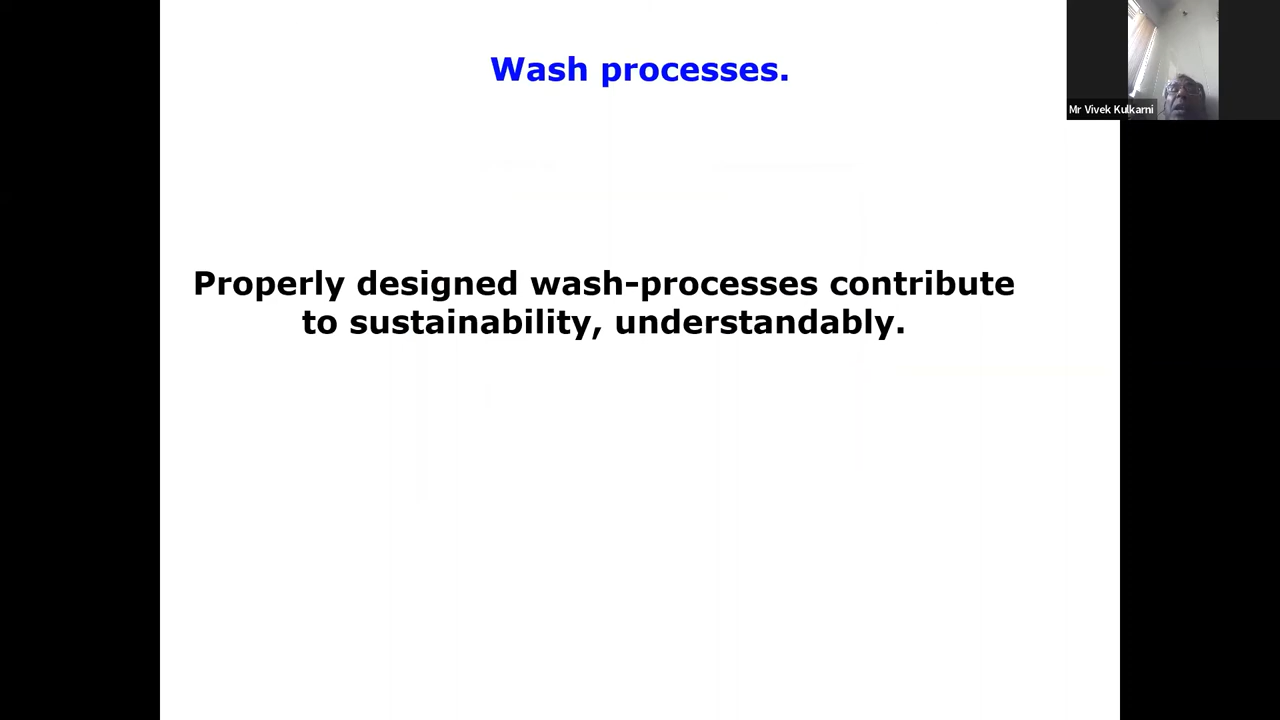 Wash processes.
Mr Vivek Kulkarni
Properly designed wash-processes contribute
to sustainability, understandably.